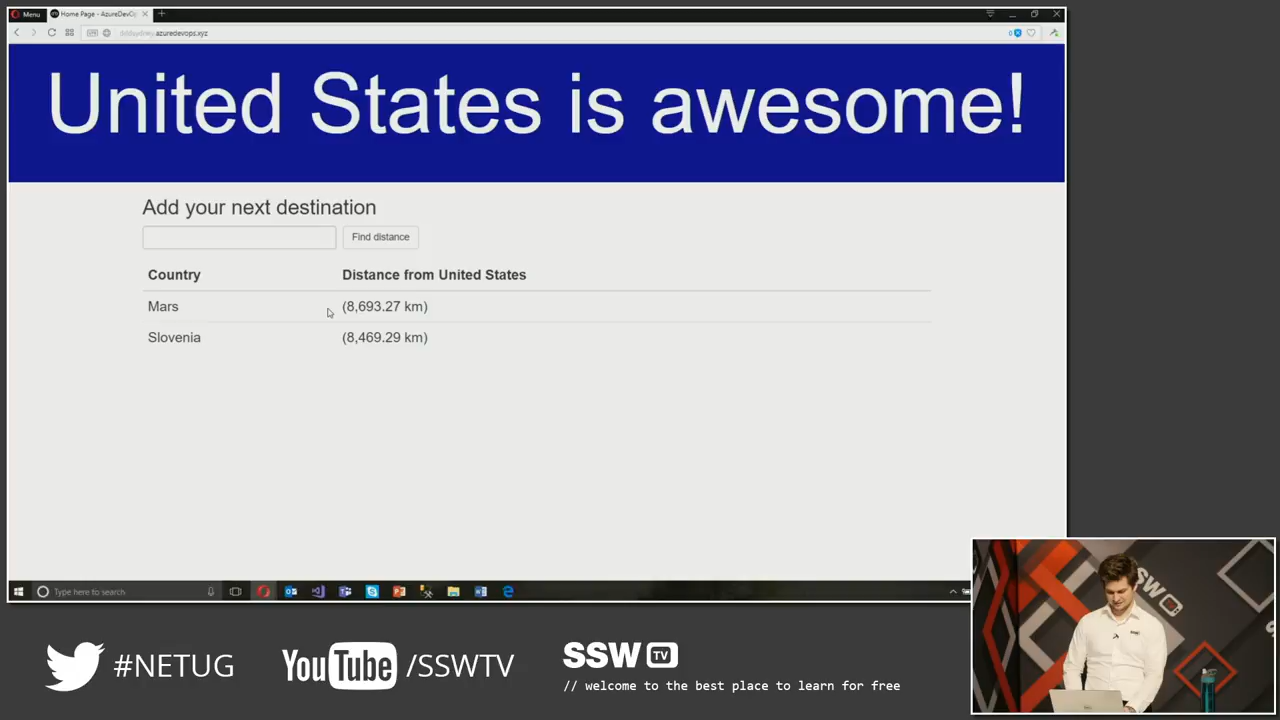 Menu
Home Page - AzureDevOp
azuredevops.xyz
United States is awesome!
Add your next destination
Find distance
Country
Distance from United States
Mars
(8,693.27 km)
Slovenia
(8,469.29 km)
Type here to search
#NETUG
YouTube /SSWTV
SSW TV
// welcome to the best place to learn for free
SSW